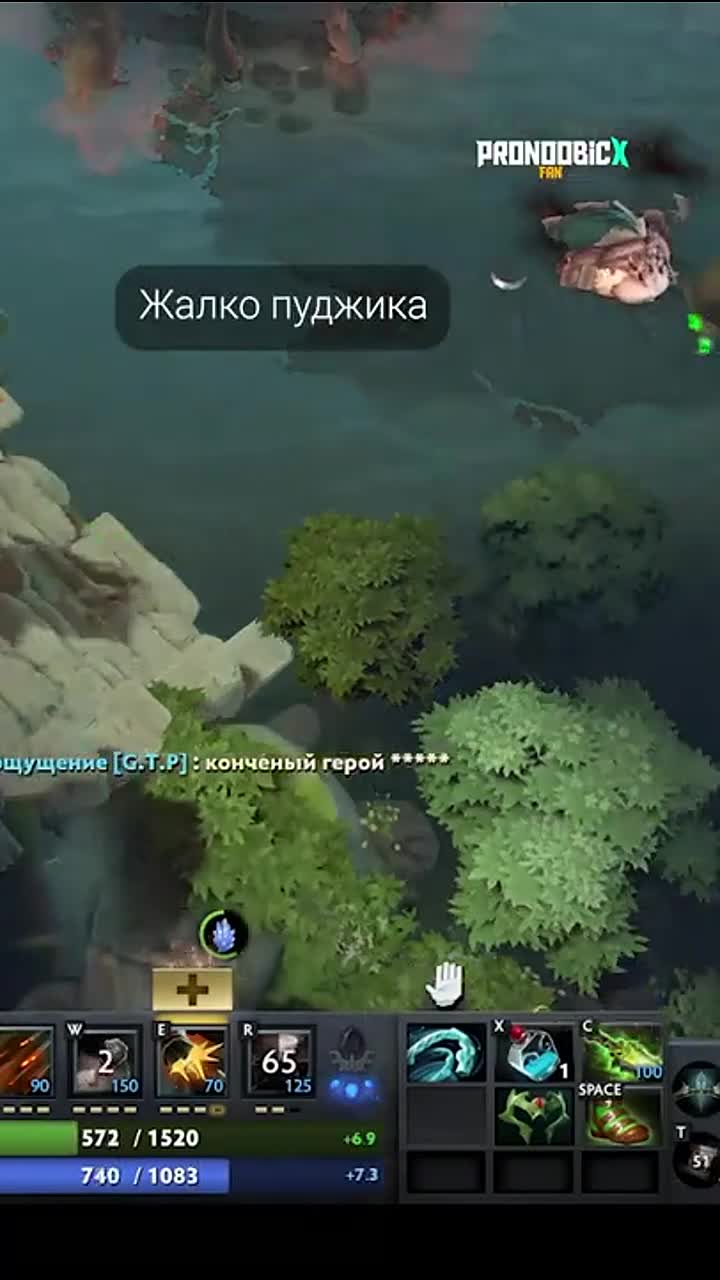 PRONOOBiCX
FAN
Жалко пуджика
ощущение [G.T.P] : конченый герой *****
W
E
R
X
C
90
2
150
70
65
125
1
100
SPACE
572 / 1520
+6.9
740 / 1083
+7.3
T
51